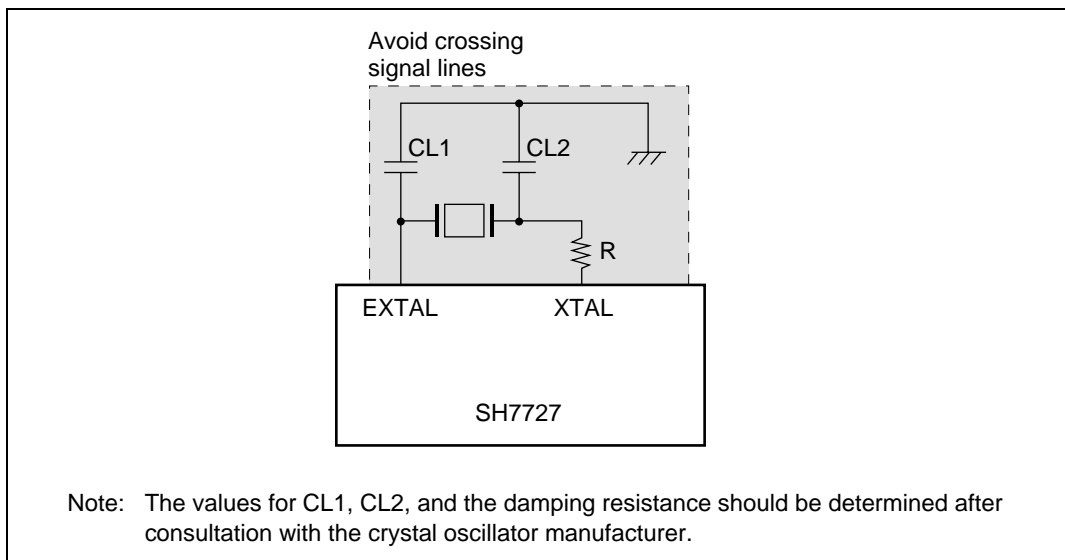 Avoid crossing
signal lines
CL1
CL2
R
EXTAL
XTAL
SH7727
Note: The values for CL1, CL2, and the damping resistance should be determined after
consultation with the crystal oscillator manufacturer.